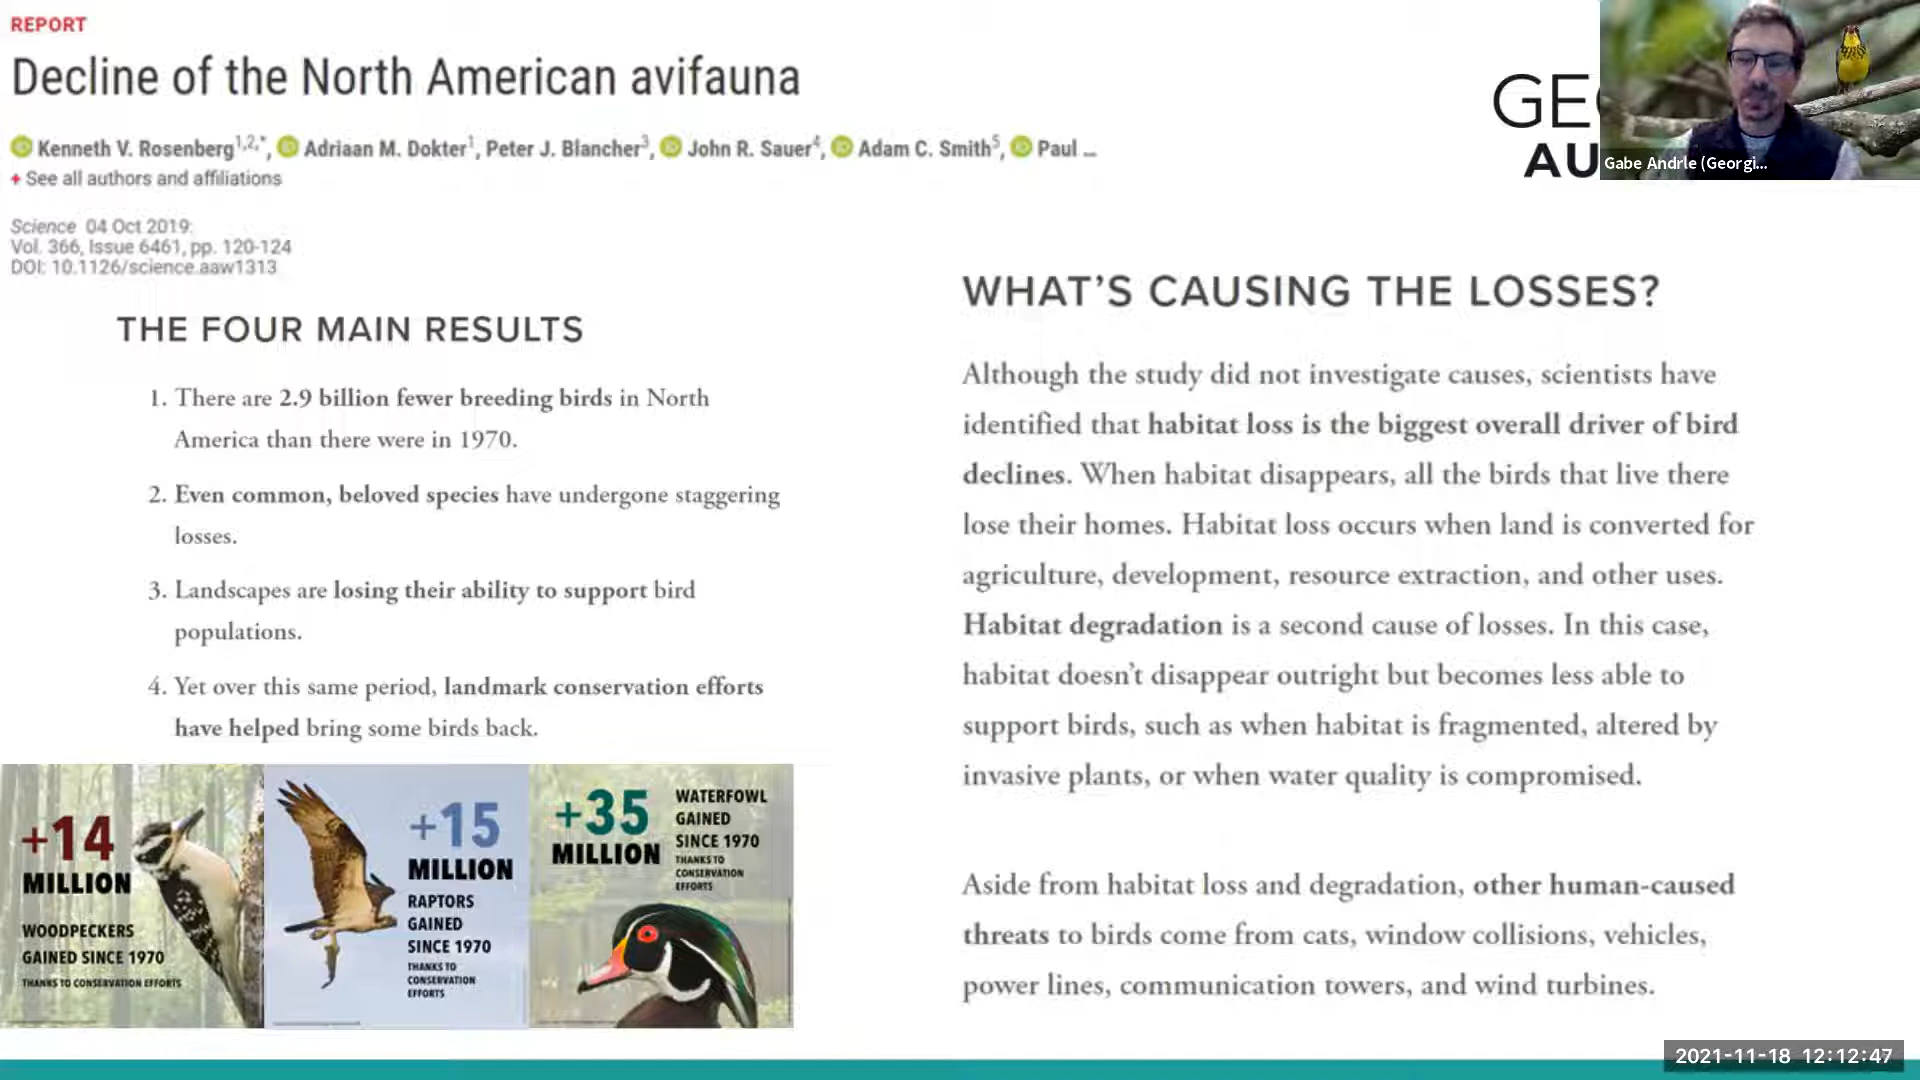 REPORT
Decline of the North American avifauna
Kenneth V. Rosenberg1,2,*, Adriaan M. Dokter1, Peter J. Blancher3, John R. Sauer4, Adam C. Smith5, Paul ...
+ See all authors and affiliations
Science 04 Oct 2019:
Vol. 366, Issue 6461, pp. 120-124
DOI: 10.1126/science.aaw1313
GE
AU
Gabe Andrle (Georgi...
THE FOUR MAIN RESULTS
1. There are 2.9 billion fewer breeding birds in North
America than there were in 1970.
2. Even common, beloved species have undergone staggering
losses.
3. Landscapes are losing their ability to support bird
populations.
4. Yet over this same period, landmark conservation efforts
have helped bring some birds back.
+14
MILLION
WOODPECKERS
GAINED SINCE 1970
THANKS TO CONSERVATION EFFORTS
+15
MILLION
RAPTORS
GAINED
SINCE 1970
THANKS TO
CONSERVATION
EFFORTS
+35
MILLION
WATERFOWL
GAINED
SINCE 1970
THANKS TO
CONSERVATION
EFFORTS
WHAT'S CAUSING THE LOSSES?
Although the study did not investigate causes, scientists have
identified that habitat loss is the biggest overall driver of bird
declines. When habitat disappears, all the birds that live there
lose their homes. Habitat loss occurs when land is converted for
agriculture, development, resource extraction, and other uses.
Habitat degradation is a second cause of losses. In this case,
habitat doesn't disappear outright but becomes less able to
support birds, such as when habitat is fragmented, altered by
invasive plants, or when water quality is compromised.
Aside from habitat loss and degradation, other human-caused
threats to birds come from cats, window collisions, vehicles,
power lines, communication towers, and wind turbines.
2021-11-18 12:12:47